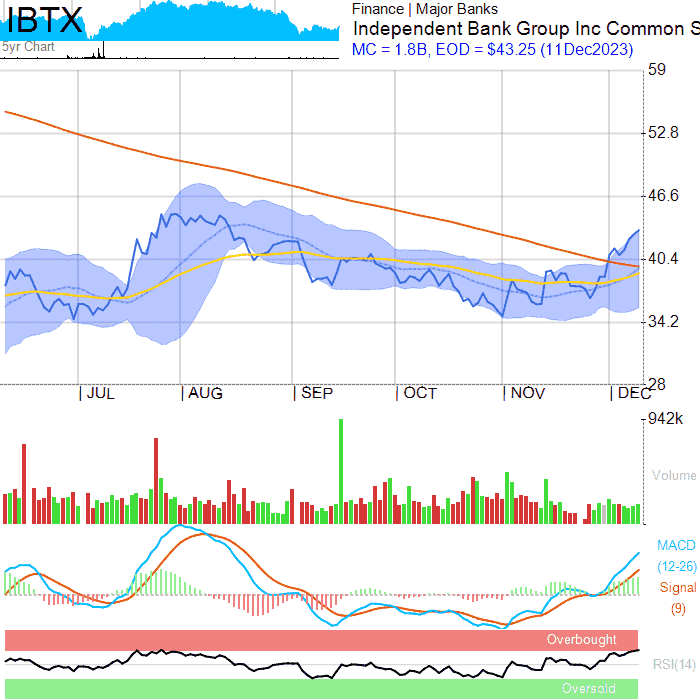 IBTX
5yr Chart
Finance | Major Banks
Independent Bank Group Inc Common S
MC = 1.8B, EOD = $43.25 (11Dec2023)
59
52.8
46.6
40.4
34.2
28
| JUL | AUG | SEP | OCT | NOV | DEC
942k
Volume
MACD
(12-26)
Signal
(9)
Overbought
RSI(14)
Oversold